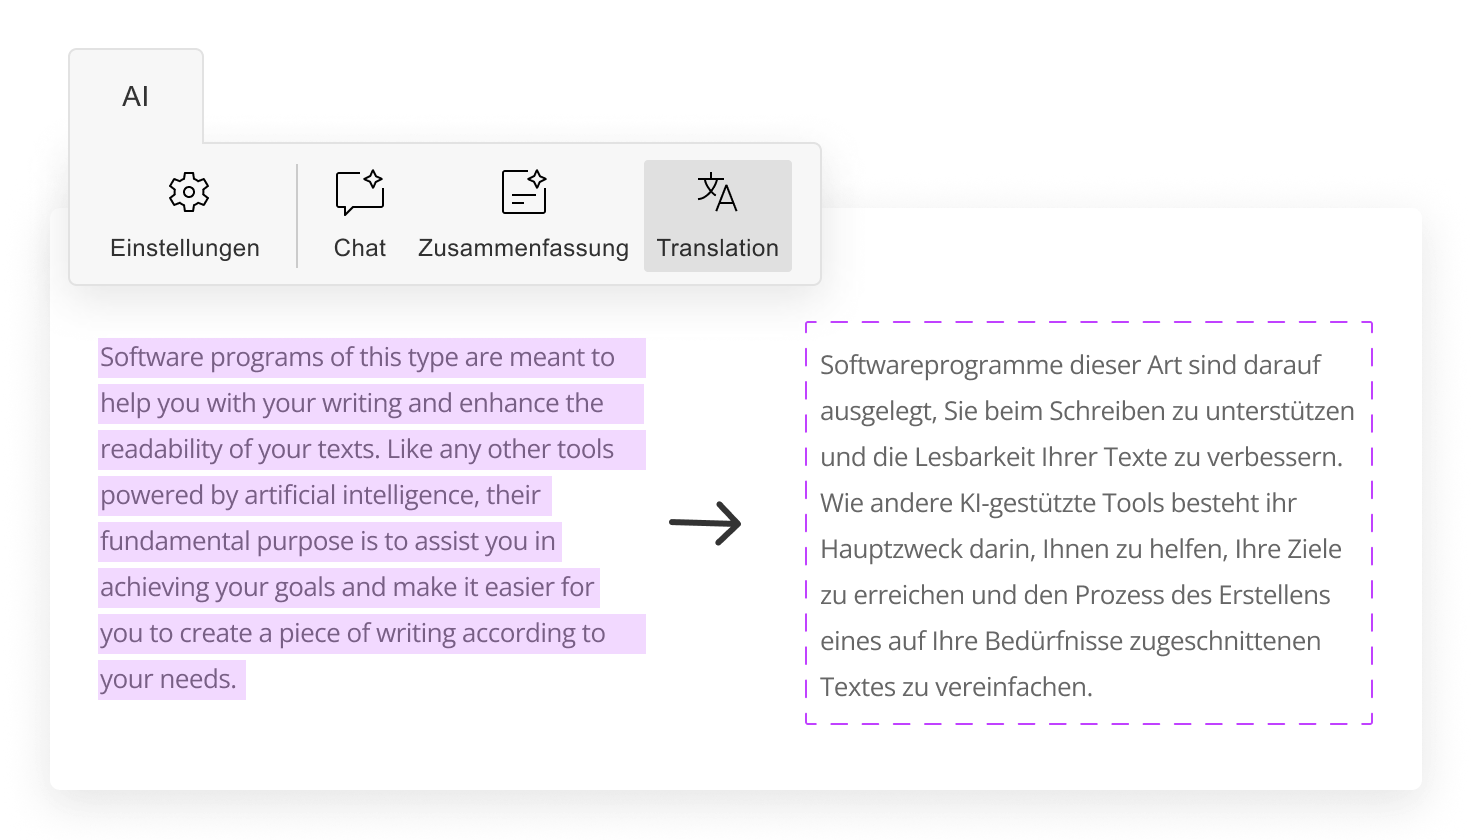 AI
Einstellungen
Chat
Zusammenfassung
Translation
Software programs of this type are meant to
help you with your writing and enhance the
readability of your texts. Like any other tools
powered by artificial intelligence, their
fundamental purpose is to assist you in
achieving your goals and make it easier for
you to create a piece of writing according to
your needs.
Softwareprogramme dieser Art sind darauf
ausgelegt, Sie beim Schreiben zu unterstützen
und die Lesbarkeit Ihrer Texte zu verbessern.
Wie andere KI-gestützte Tools besteht ihr
Hauptzweck darin, Ihnen zu helfen, Ihre Ziele
zu erreichen und den Prozess des Erstellens
eines auf Ihre Bedürfnisse zugeschnittenen
Textes zu vereinfachen.